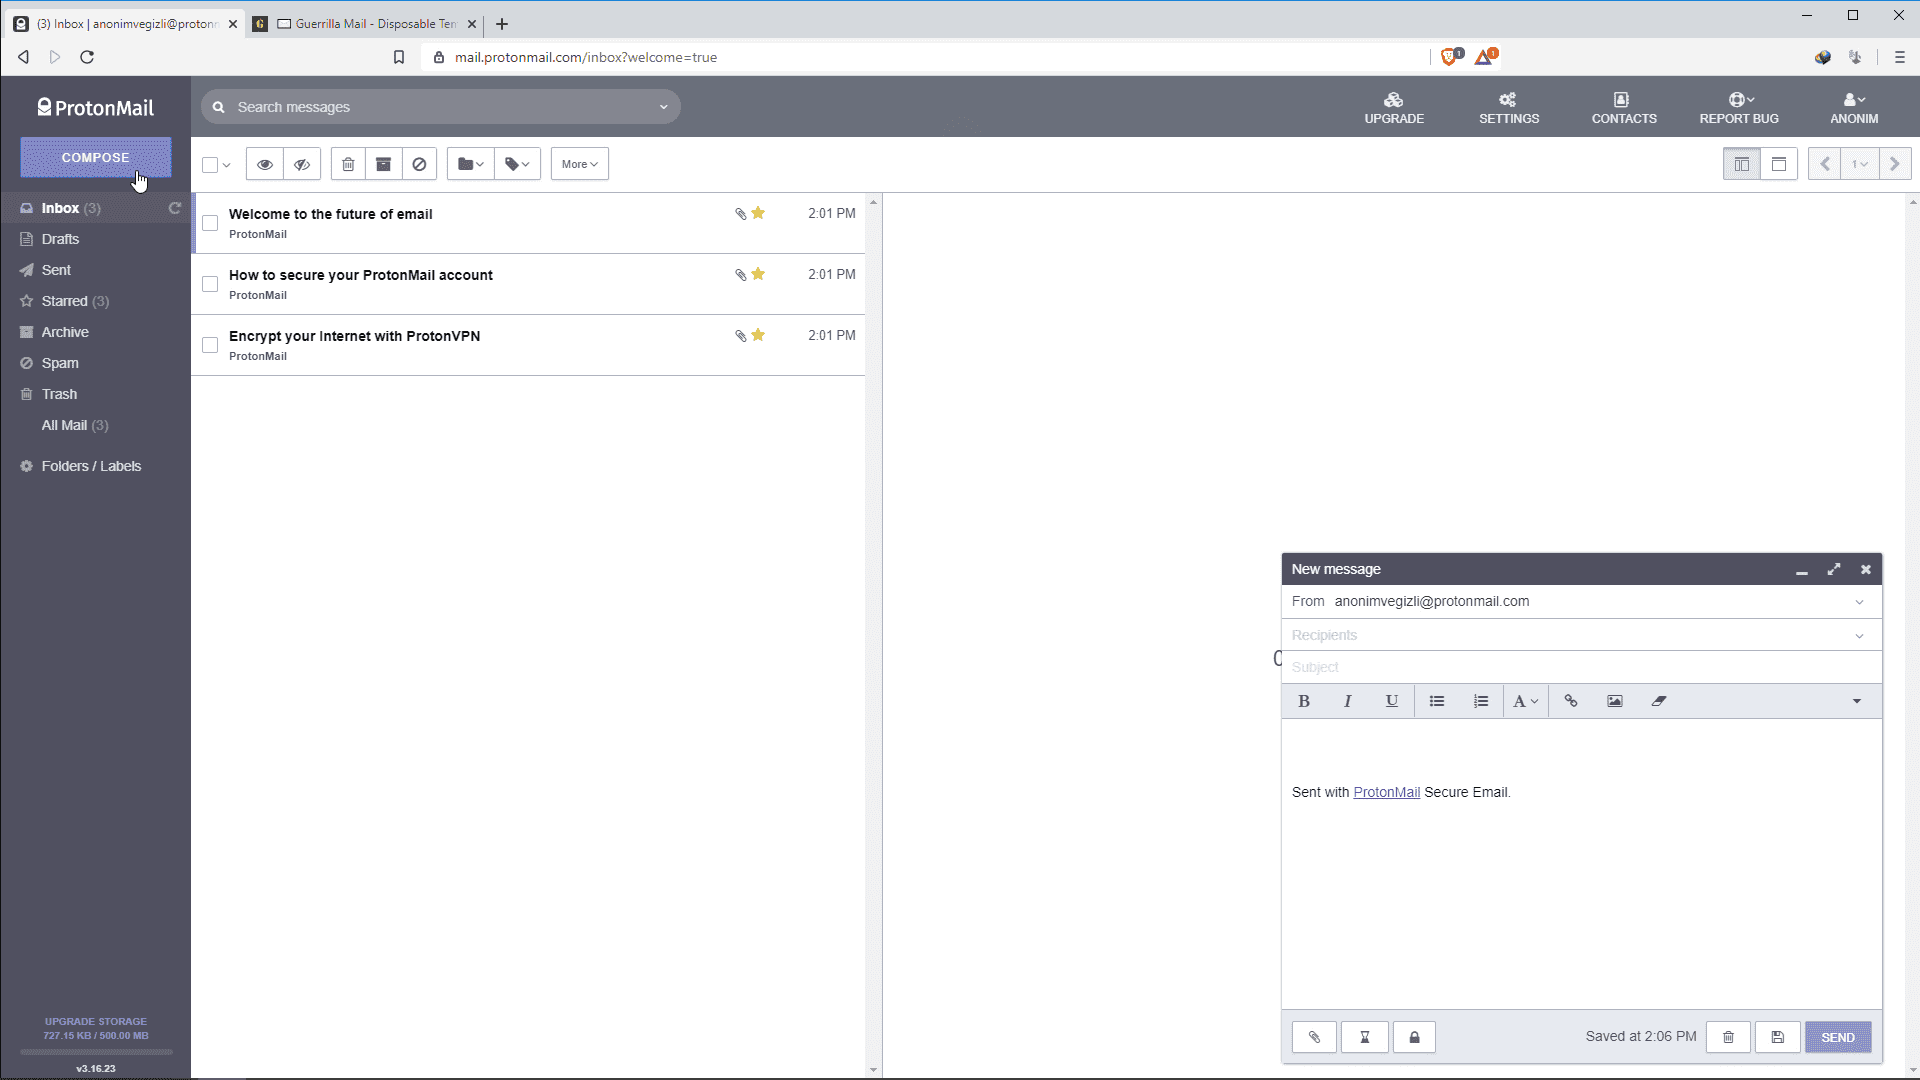 (3) Inbox | anonimvegizli@protonm
Guerrilla Mail - Disposable Ten
mail.protonmail.com/inbox?welcome=true
1
1
ProtonMail
Search messages
UPGRADE
SETTINGS
CONTACTS
REPORT BUG
ANONIM
COMPOSE
More
1
Inbox (3)
Drafts
Sent
Starred (3)
Archive
Spam
Trash
All Mail (3)
Folders / Labels
Welcome to the future of email
2:01 PM
ProtonMail
How to secure your ProtonMail account
2:01 PM
ProtonMail
Encrypt your Internet with ProtonVPN
2:01 PM
ProtonMail
New message
From anonimvegizli@protonmail.com
Recipients
Subject
B I U A
Sent with ProtonMail Secure Email.
Saved at 2:06 PM
SEND
UPGRADE STORAGE
727.15 KB / 500.00 MB
v3.16.23